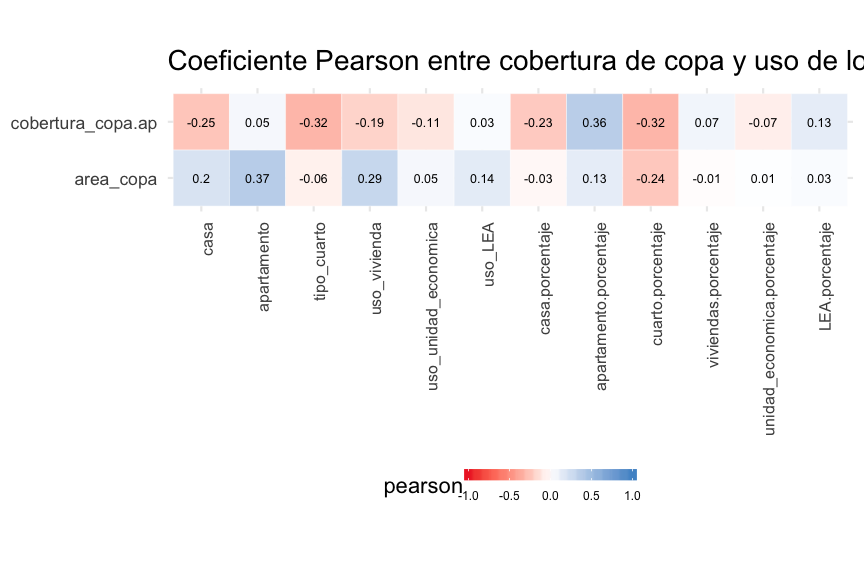 Coeficiente Pearson entre cobertura de copa y uso de lo
cobertura_copa.ap -0.25 0.05 -0.32 -0.19 -0.11 0.03 -0.23 0.36 -0.32 0.07 -0.07 0.13
area_copa 0.2 0.37 -0.06 0.29 0.05 0.14 -0.03 0.13 -0.24 -0.01 0.01 0.03
casa
apartamento
tipo_cuarto
uso_vivienda
uso_unidad_economica
uso_LEA
casa.porcentaje
apartamento.porcentaje
cuarto.porcentaje
viviendas.porcentaje
unidad_economica.porcentaje
LEA.porcentaje
pearson
-1.0 -0.5 0.0 0.5 1.0